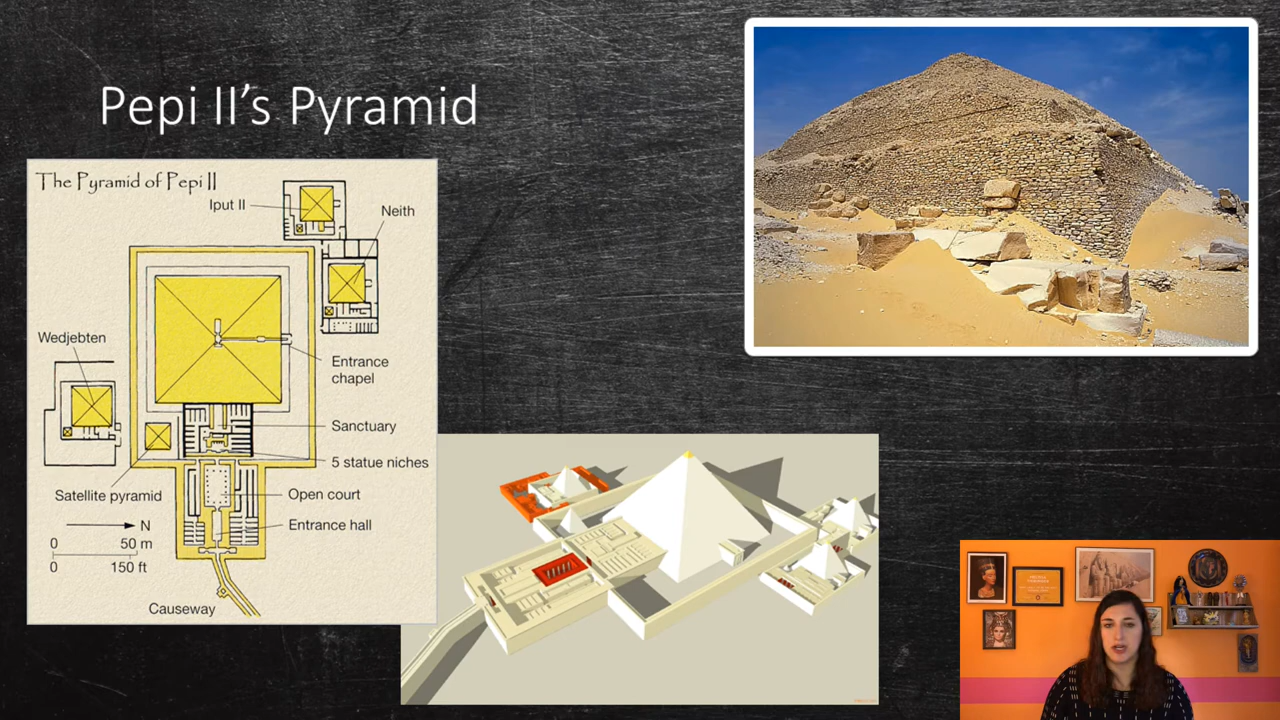 Pepi II's Pyramid
The Pyramid of Pepi II
Iput II
Neith
Wedjebten
Entrance
chapel
Sanctuary
5 statue niches
Satellite pyramid
Open court
N
Entrance hall
0 50 m
0 150 ft
Causeway